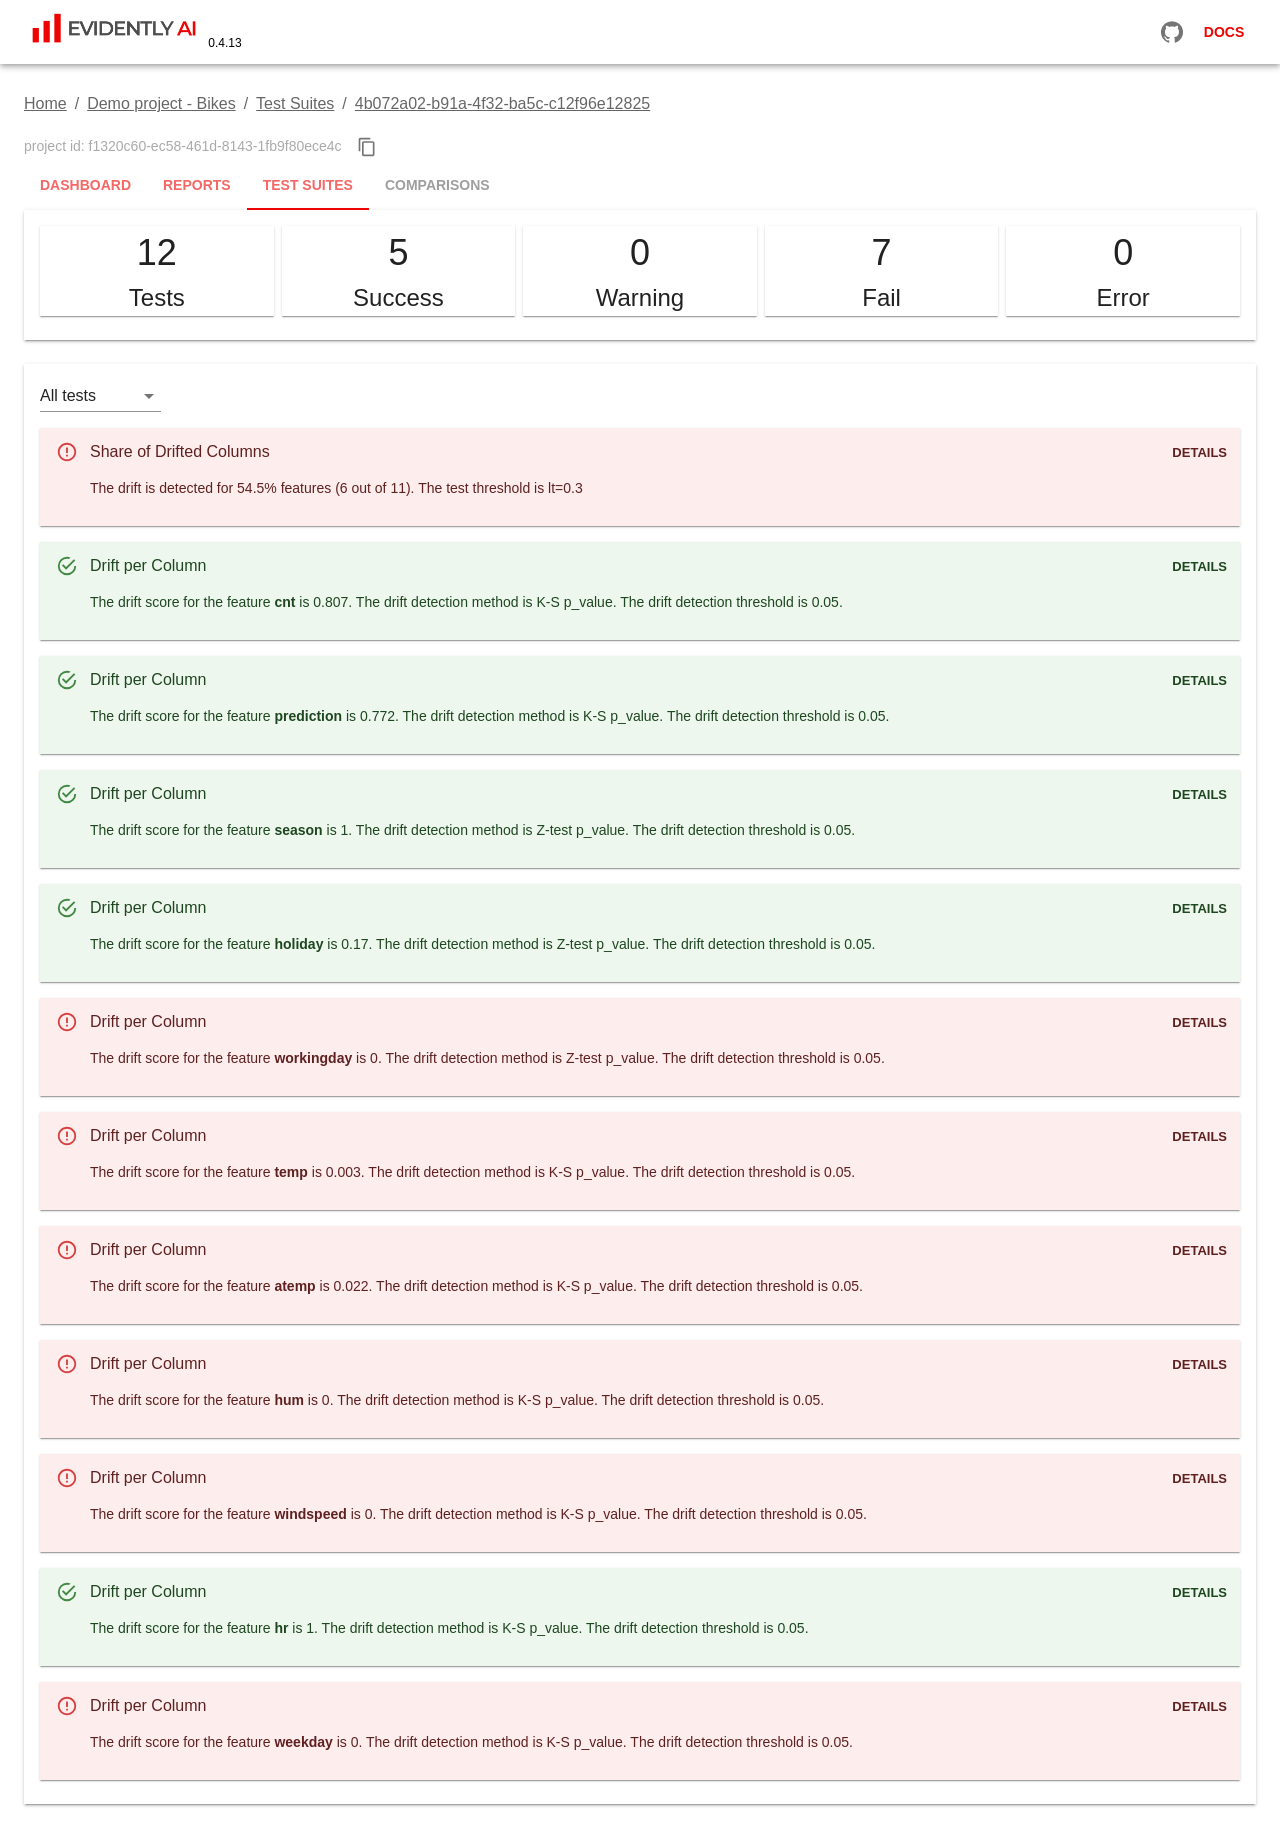 EVIDENTLY AI 0.4.13 DOCS
Home / Demo project - Bikes / Test Suites / 4b072a02-b91a-4f32-ba5c-c12f96e12825
project id: f1320c60-ec58-461d-8143-1fb9f80ece4c
DASHBOARD REPORTS TEST SUITES COMPARISONS
12 5 0 7 0
Tests Success Warning Fail Error
All tests
Share of Drifted Columns DETAILS
The drift is detected for 54.5% features (6 out of 11). The test threshold is lt=0.3
Drift per Column DETAILS
The drift score for the feature cnt is 0.807. The drift detection method is K-S p_value. The drift detection threshold is 0.05.
Drift per Column DETAILS
The drift score for the feature prediction is 0.772. The drift detection method is K-S p_value. The drift detection threshold is 0.05.
Drift per Column DETAILS
The drift score for the feature season is 1. The drift detection method is Z-test p_value. The drift detection threshold is 0.05.
Drift per Column DETAILS
The drift score for the feature holiday is 0.17. The drift detection method is Z-test p_value. The drift detection threshold is 0.05.
Drift per Column DETAILS
The drift score for the feature workingday is 0. The drift detection method is Z-test p_value. The drift detection threshold is 0.05.
Drift per Column DETAILS
The drift score for the feature temp is 0.003. The drift detection method is K-S p_value. The drift detection threshold is 0.05.
Drift per Column DETAILS
The drift score for the feature atemp is 0.022. The drift detection method is K-S p_value. The drift detection threshold is 0.05.
Drift per Column DETAILS
The drift score for the feature hum is 0. The drift detection method is K-S p_value. The drift detection threshold is 0.05.
Drift per Column DETAILS
The drift score for the feature windspeed is 0. The drift detection method is K-S p_value. The drift detection threshold is 0.05.
Drift per Column DETAILS
The drift score for the feature hr is 1. The drift detection method is K-S p_value. The drift detection threshold is 0.05.
Drift per Column DETAILS
The drift score for the feature weekday is 0. The drift detection method is K-S p_value. The drift detection threshold is 0.05.